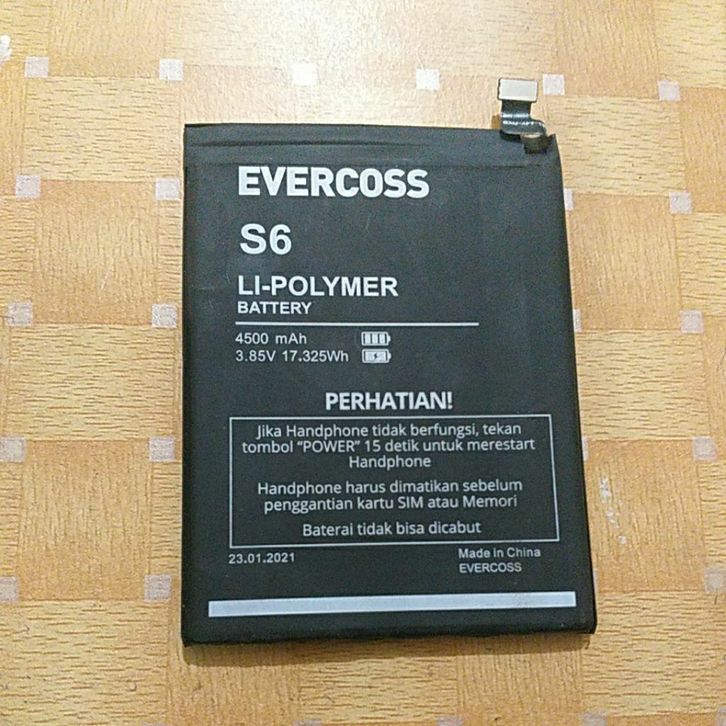 EVERCOSS
S6
LI-POLYMER
BATTERY
4500 mAh
3.85V 17.325Wh
PERHATIAN!
Jika Handphone tidak berfungsi, tekan
tombol "POWER" 15 detik untuk merestart
Handphone
Handphone harus dimatikan sebelum
penggantian kartu SIM atau Memori
Baterai tidak bisa dicabut
23.01.2021
Made in China
EVERCOSS